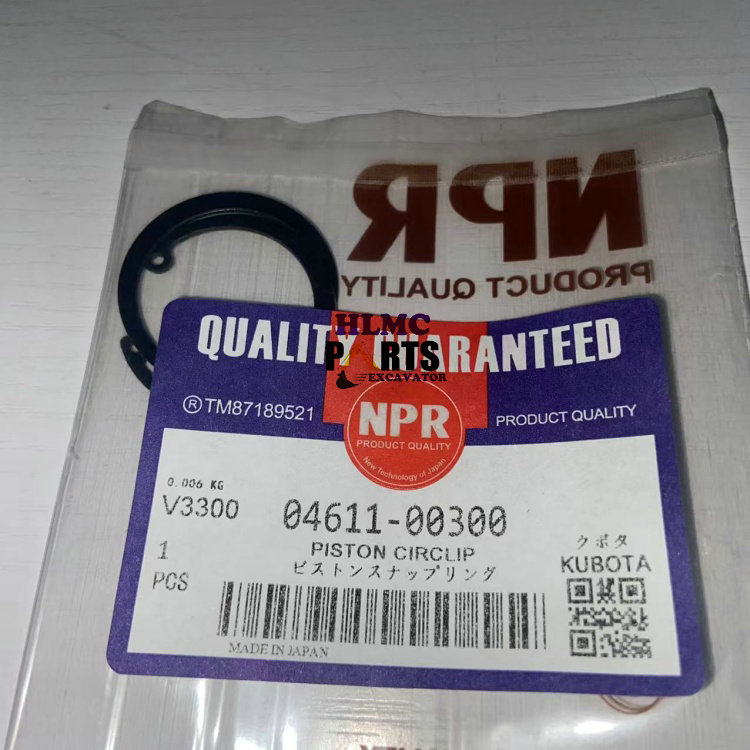 NPR
PRODUCT QUALITY
QUALITY GUARANTEED
HLMC
PARTS
EXCAVATOR
®TM87189521
NPR
PRODUCT QUALITY
New Technology of Japan
PRODUCT QUALITY
0.006 KG
V3300
04611-00300
PISTON CIRCLIP
ピストンスナップリング
1
PCS
クボタ
KUBOTA
MADE IN JAPAN